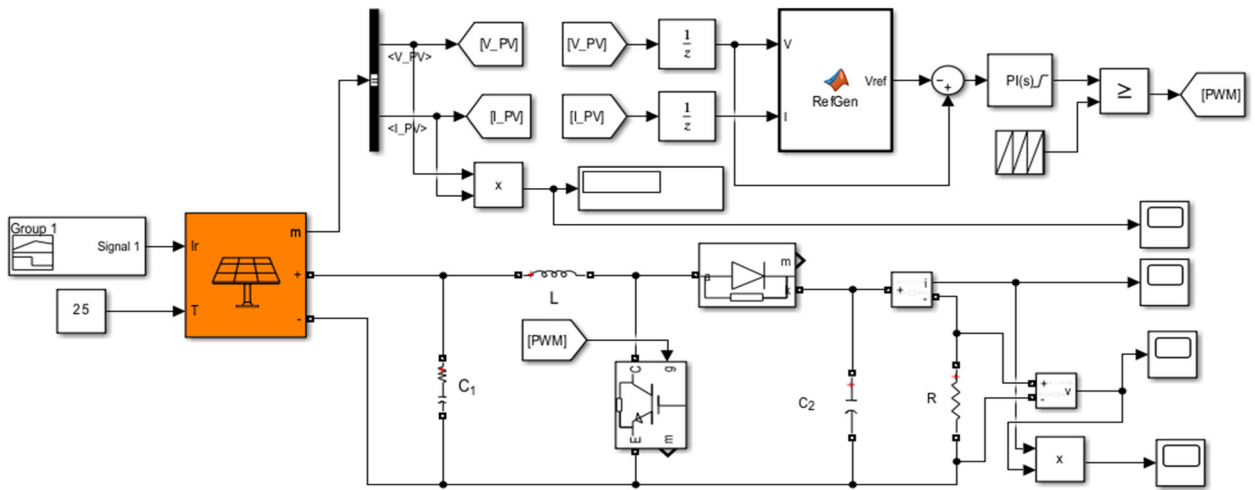 <V_PV>
[V_PV]
[V_PV]
1
z
V
RefGen
Vref
I
-
+
PI(s)
≥
[PWM]
<I_PV>
[I_PV]
[I_PV]
1
z
x
Group 1
Signal 1
Ir
m
+
T
-
25
L
a
m
k
+
i
-
[PWM]
C
g
E
m
C1
C2
R
+
-
v
x